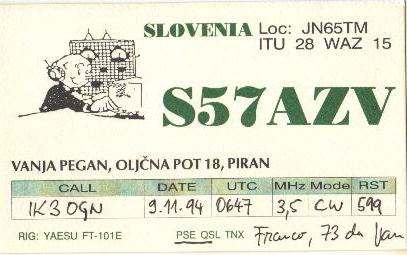 SLOVENIA Loc: JN65TM
ITU 28 WAZ 15
S57AZV
VANJA PEGAN, OLJČNA POT 18, PIRAN
CALL DATE UTC MHz Mode RST
IK3OGN 9.11.94 0647 3,5 CW 599
RIG: YAESU FT-101E PSE QSL TNX Franco, 73 da